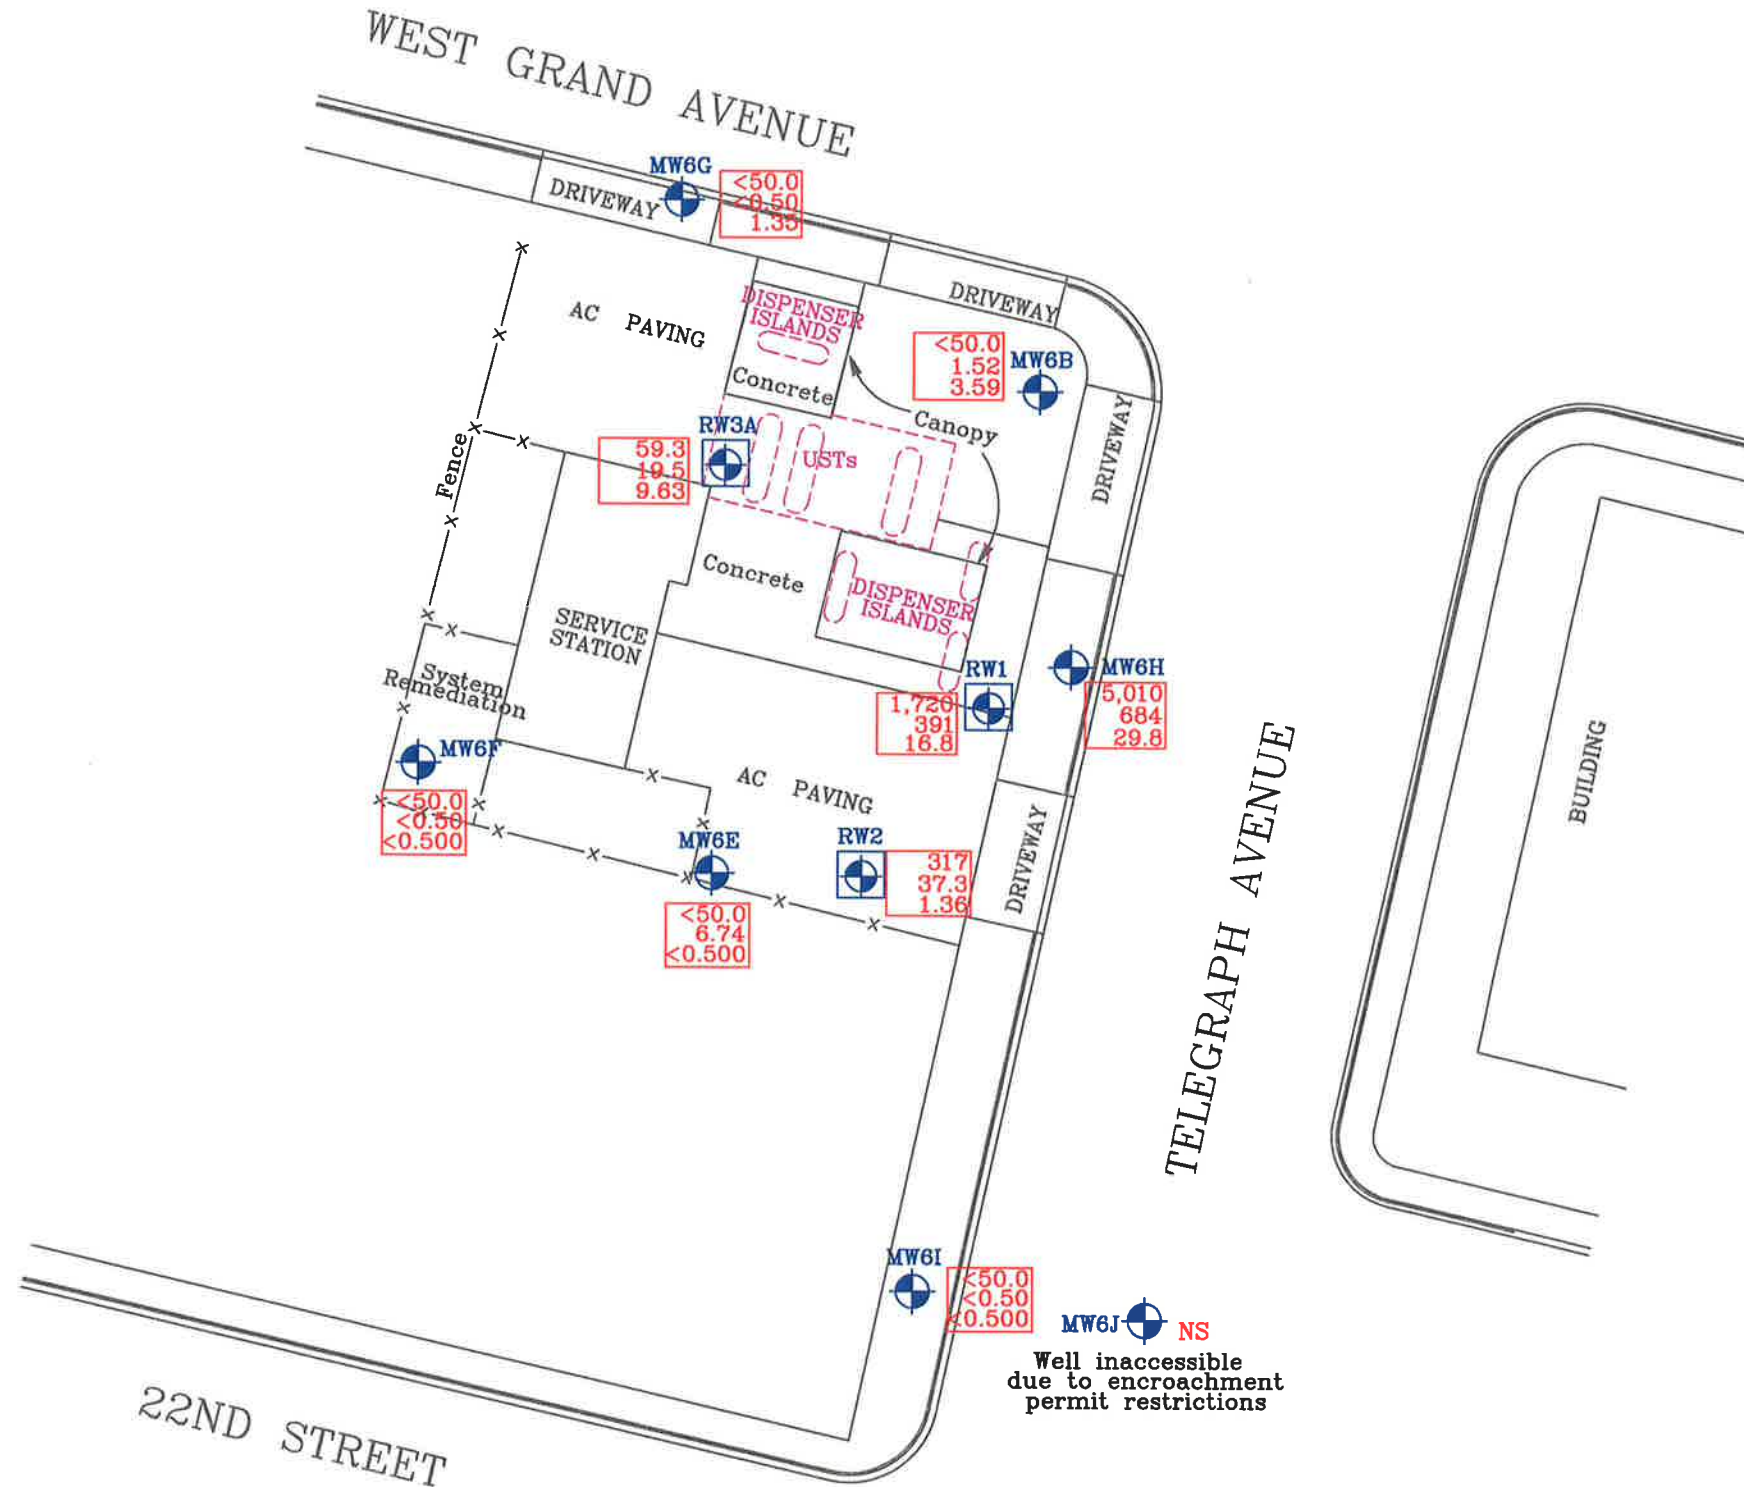 WEST GRAND AVENUE
MW6G
<50.0
<0.50
1.35
DRIVEWAY
DRIVEWAY
DISPENSER
ISLANDS
AC PAVING
<50.0
1.52
3.59
MW6B
Concrete
Canopy
DRIVEWAY
RW3A
59.3
19.5
9.63
USTs
Fence
Concrete
DISPENSER
ISLANDS
SERVICE
STATION
System
Remediation
RW1
1,720
391
16.8
MW6H
5,010
684
29.8
MW6F
<50.0
<0.50
<0.500
AC PAVING
MW6E
<50.0
6.74
<0.500
RW2
317
37.3
1.36
DRIVEWAY
TELEGRAPH AVENUE
BUILDING
MW6I
<50.0
<0.50
<0.500
MW6J NS
Well inaccessible
due to encroachment
permit restrictions
22ND STREET